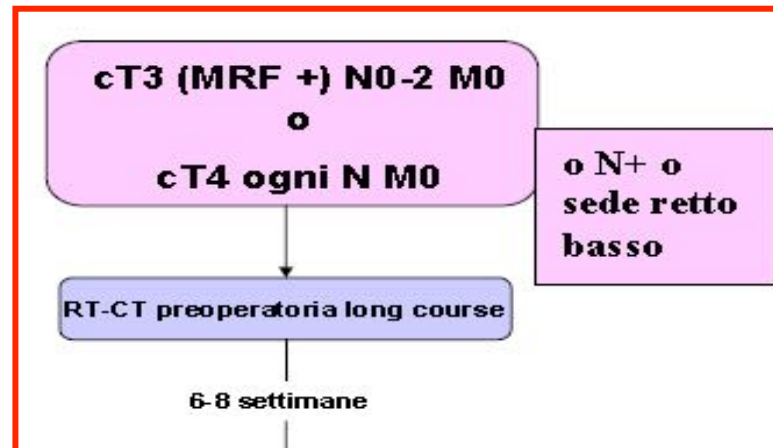 cT3 (MRF +) N0-2 M0
o
cT4 ogni N M0
o N+ o
sede retto
basso
RT-CT preoperatoria long course
6-8 settimane